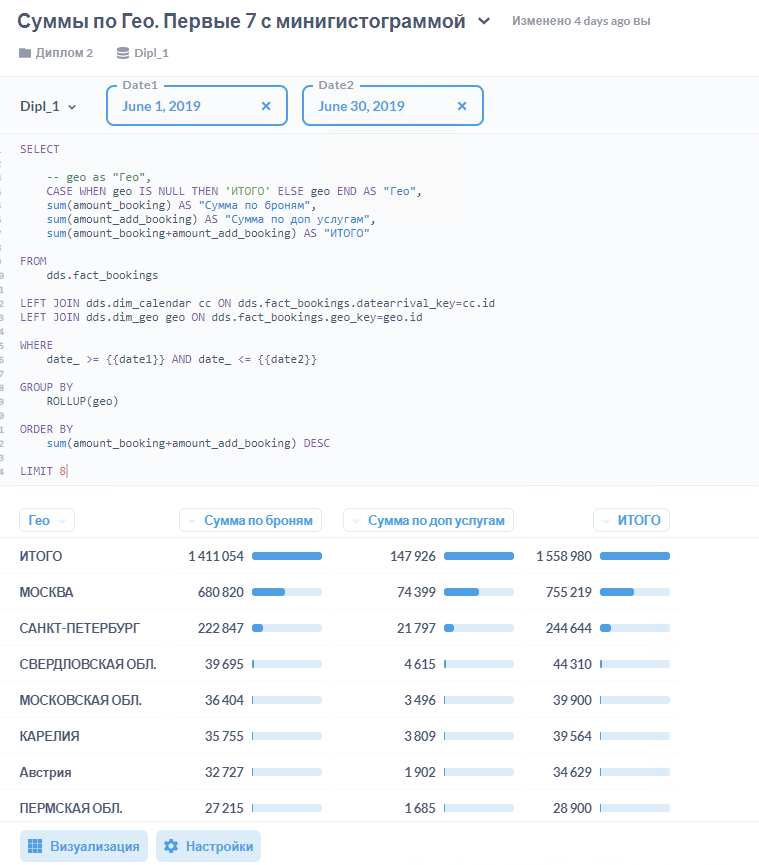 Суммы по Гео. Первые 7 с минигистограммой Изменено 4 days ago вы
Диплом 2 Dipl_1
Date1 Date2
Dipl_1 June 1, 2019 × June 30, 2019 ×
SELECT
-- geo as "Гео",
CASE WHEN geo IS NULL THEN 'ИТОГО' ELSE geo END AS "Гео",
sum(amount_booking) AS "Сумма по броням",
sum(amount_add_booking) AS "Сумма по доп услугам",
sum(amount_booking+amount_add_booking) AS "ИТОГО"
FROM
dds.fact_bookings
LEFT JOIN dds.dim_calendar cc ON dds.fact_bookings.datearrival_key=cc.id
LEFT JOIN dds.dim_geo geo ON dds.fact_bookings.geo_key=geo.id
WHERE
date_ >= {{date1}} AND date_ <= {{date2}}
GROUP BY
ROLLUP(geo)
ORDER BY
sum(amount_booking+amount_add_booking) DESC
LIMIT 8
Гео Сумма по броням Сумма по доп услугам ИТОГО
ИТОГО 1 411 054 147 926 1 558 980
МОСКВА 680 820 74 399 755 219
САНКТ-ПЕТЕРБУРГ 222 847 21 797 244 644
СВЕРДЛОВСКАЯ ОБЛ. 39 695 4 615 44 310
МОСКОВСКАЯ ОБЛ. 36 404 3 496 39 900
КАРЕЛИЯ 35 755 3 809 39 564
Австрия 32 727 1 902 34 629
ПЕРМСКАЯ ОБЛ. 27 215 1 685 28 900
Визуализация Настройки